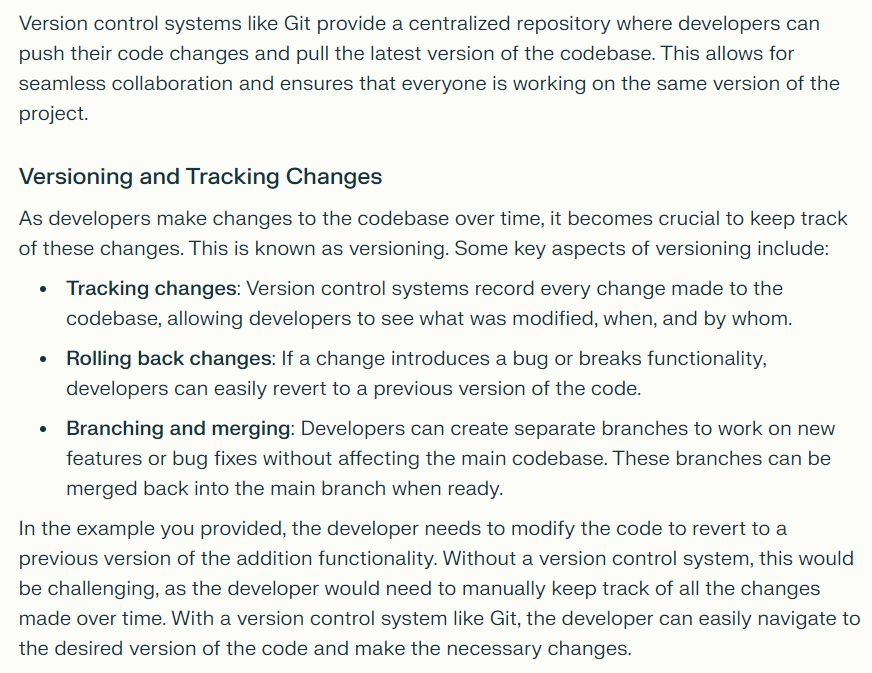 Version control systems like Git provide a centralized repository where developers can
push their code changes and pull the latest version of the codebase. This allows for
seamless collaboration and ensures that everyone is working on the same version of the
project.
Versioning and Tracking Changes
As developers make changes to the codebase over time, it becomes crucial to keep track
of these changes. This is known as versioning. Some key aspects of versioning include:
• Tracking changes: Version control systems record every change made to the
codebase, allowing developers to see what was modified, when, and by whom.
• Rolling back changes: If a change introduces a bug or breaks functionality,
developers can easily revert to a previous version of the code.
• Branching and merging: Developers can create separate branches to work on new
features or bug fixes without affecting the main codebase. These branches can be
merged back into the main branch when ready.
In the example you provided, the developer needs to modify the code to revert to a
previous version of the addition functionality. Without a version control system, this would
be challenging, as the developer would need to manually keep track of all the changes
made over time. With a version control system like Git, the developer can easily navigate to
the desired version of the code and make the necessary changes.